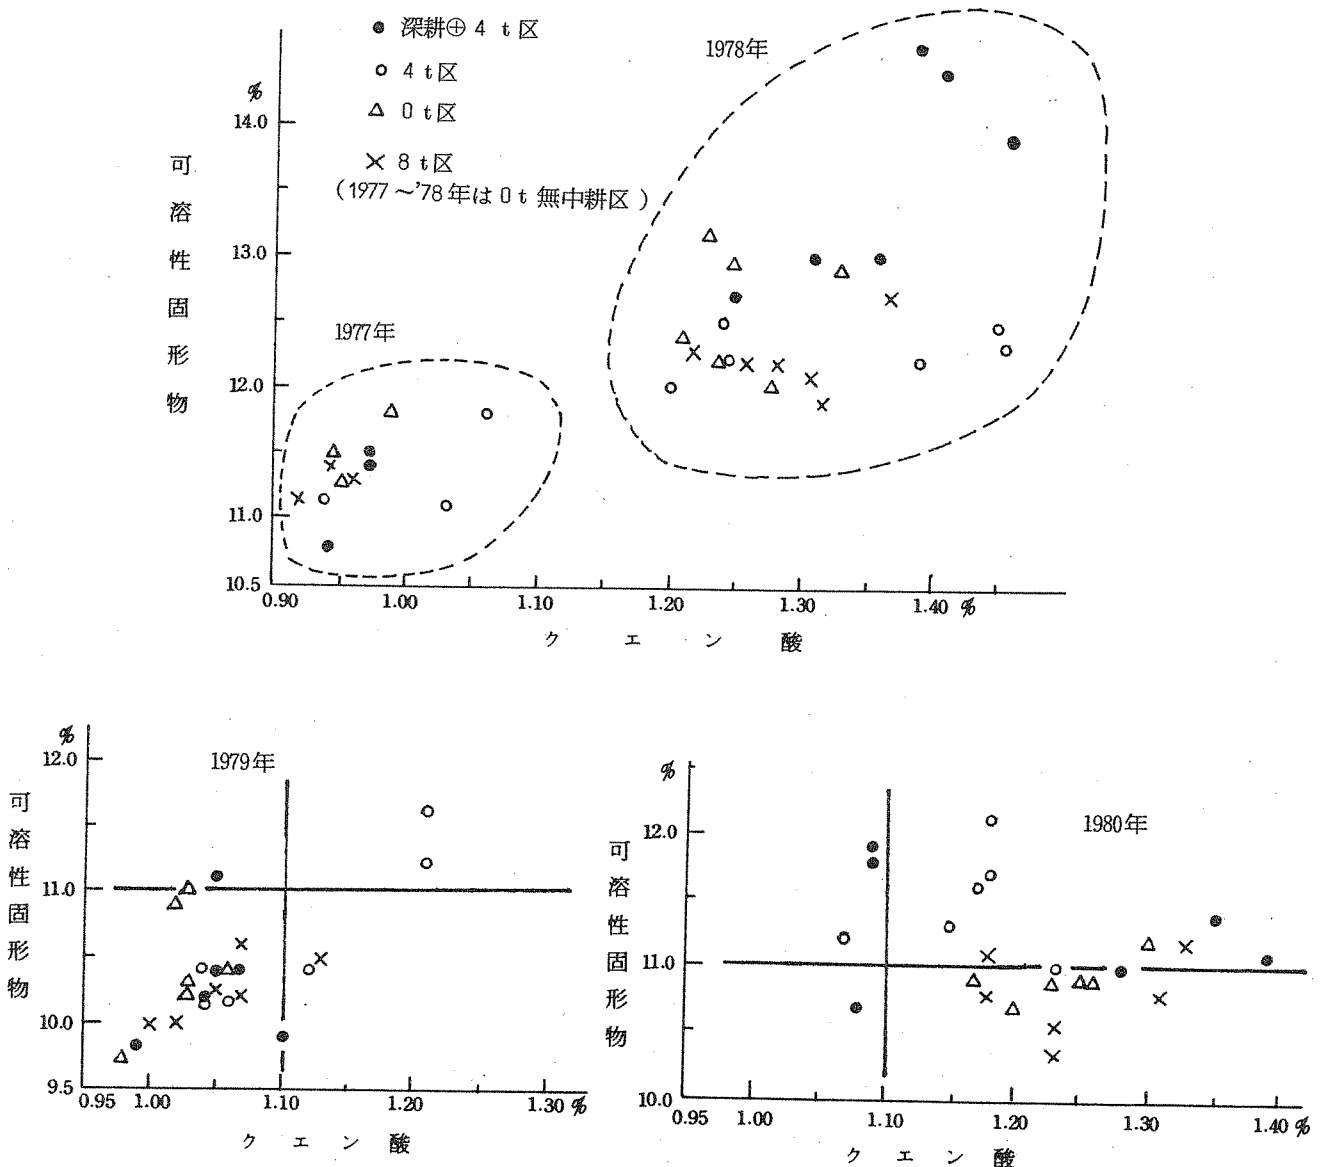 ● 深耕⊕4 t区
○ 4 t区
△ 0 t区
× 8 t区
(1977～'78年は0t無中耕区)
1978年
1977年
%
14.0
13.0
12.0
11.0
10.5
可溶性固形物
0.90 1.00 1.10 1.20 1.30 1.40 %
クエン酸
1979年
%
12.0
11.0
10.0
9.5
可溶性固形物
0.95 1.00 1.10 1.20 1.30 %
クエン酸
1980年
%
12.0
11.0
10.0
可溶性固形物
0.95 1.00 1.10 1.20 1.30 1.40 %
クエン酸